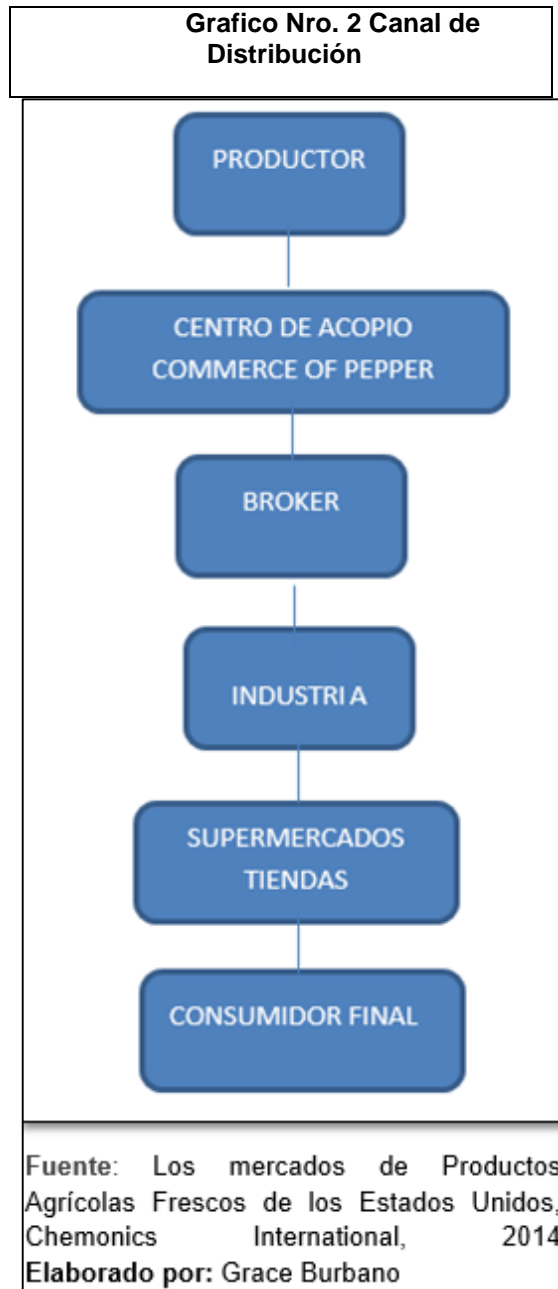 Grafico Nro. 2 Canal de
Distribución
PRODUCTOR
CENTRO DE ACOPIO
COMMERCE OF PEPPER
BROKER
INDUSTRI A
SUPERMERCADOS
TIENDAS
CONSUMIDOR FINAL
Fuente: Los mercados de Productos
Agrícolas Frescos de los Estados Unidos,
Chemonics International, 2014
Elaborado por: Grace Burbano